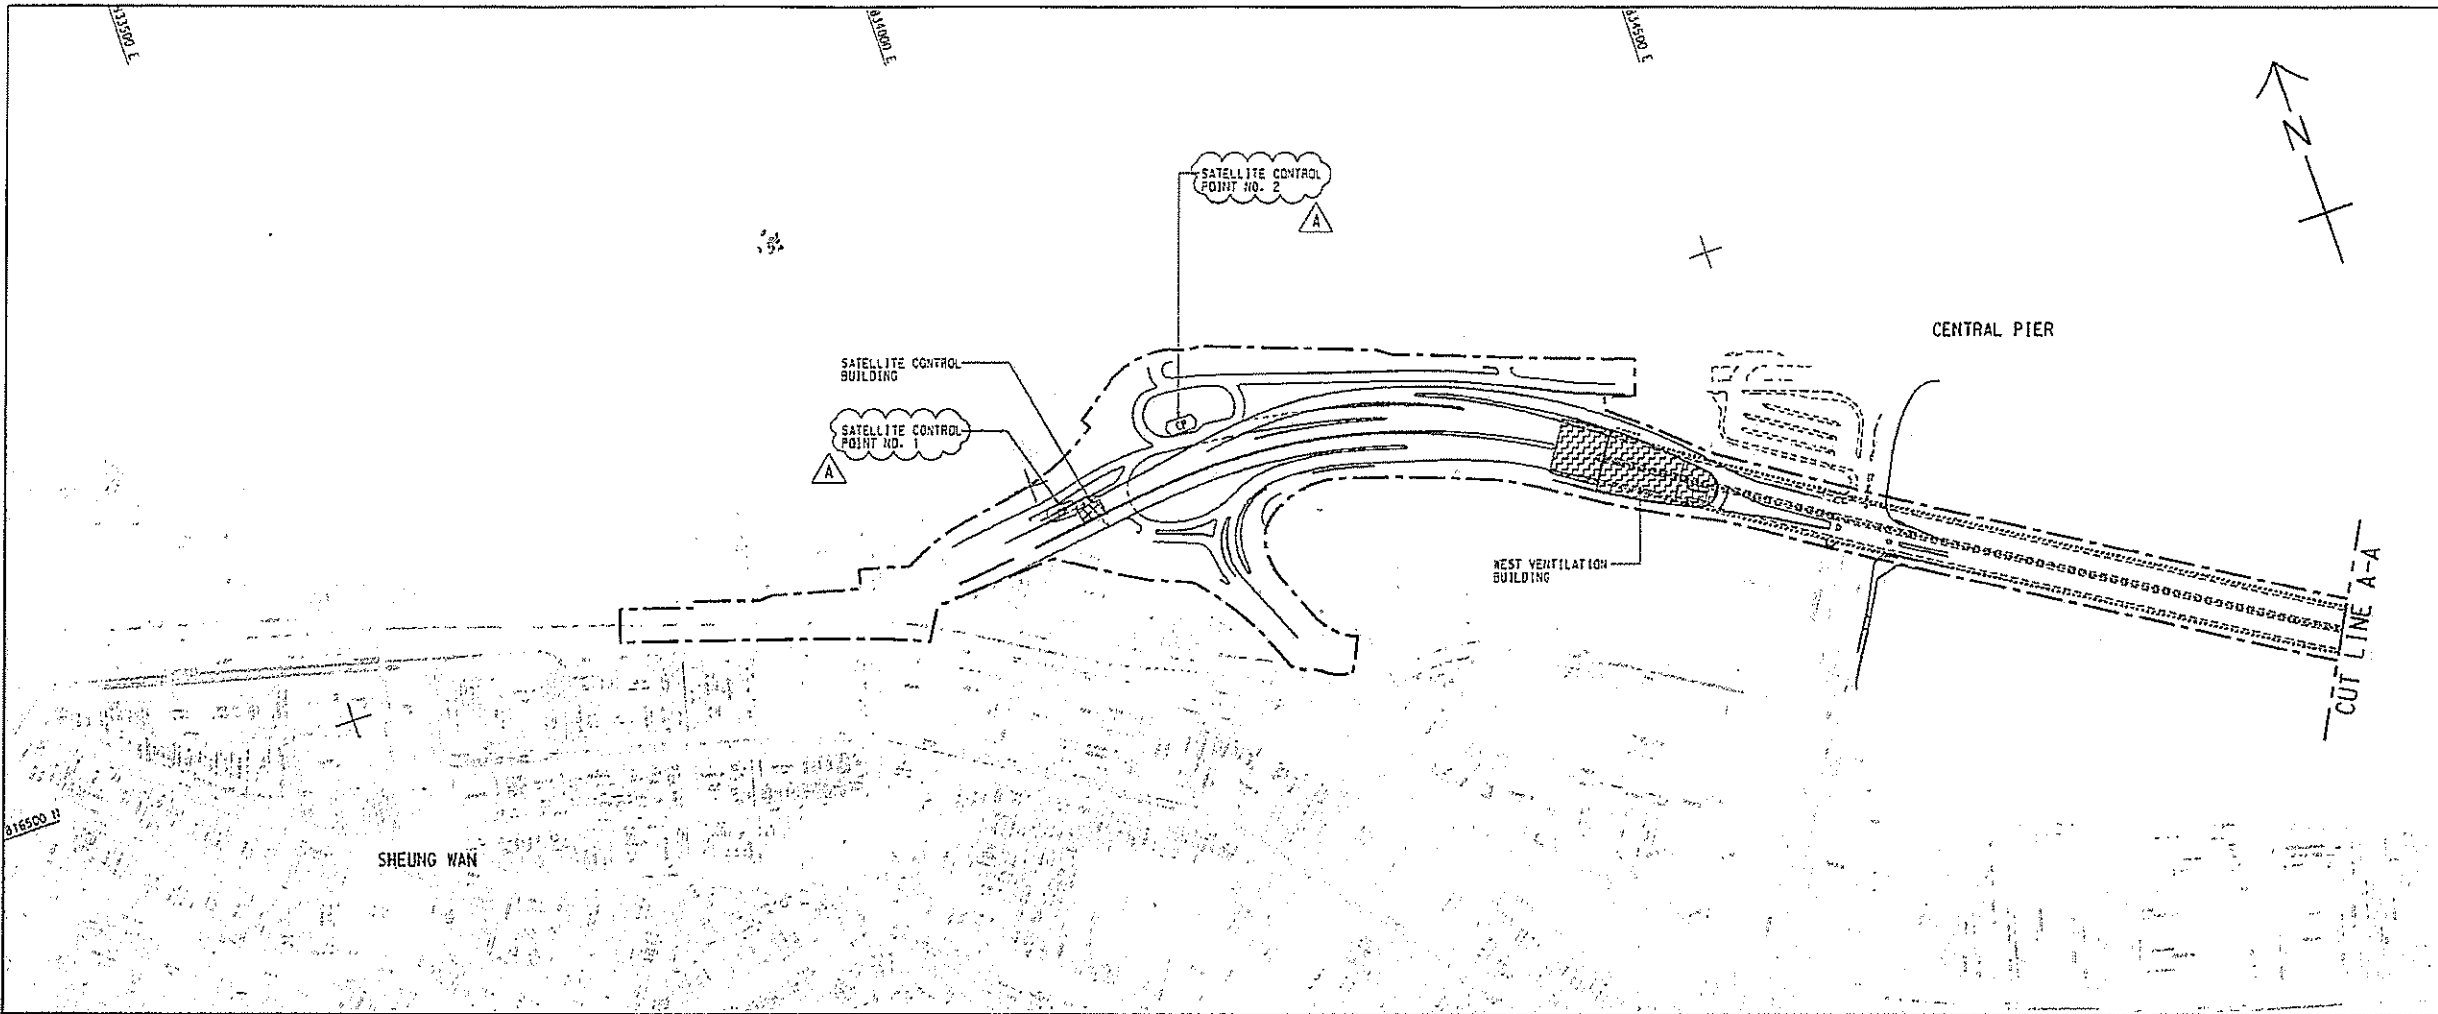 833500 E
834000 E
834500 E
N
SATELLITE CONTROL
POINT NO. 2
A
CENTRAL PIER
SATELLITE CONTROL
BUILDING
SATELLITE CONTROL
POINT NO. 1
A
CP
WEST VENTILATION
BUILDING
CUT LINE A-A
816500 N
SHEUNG WAN